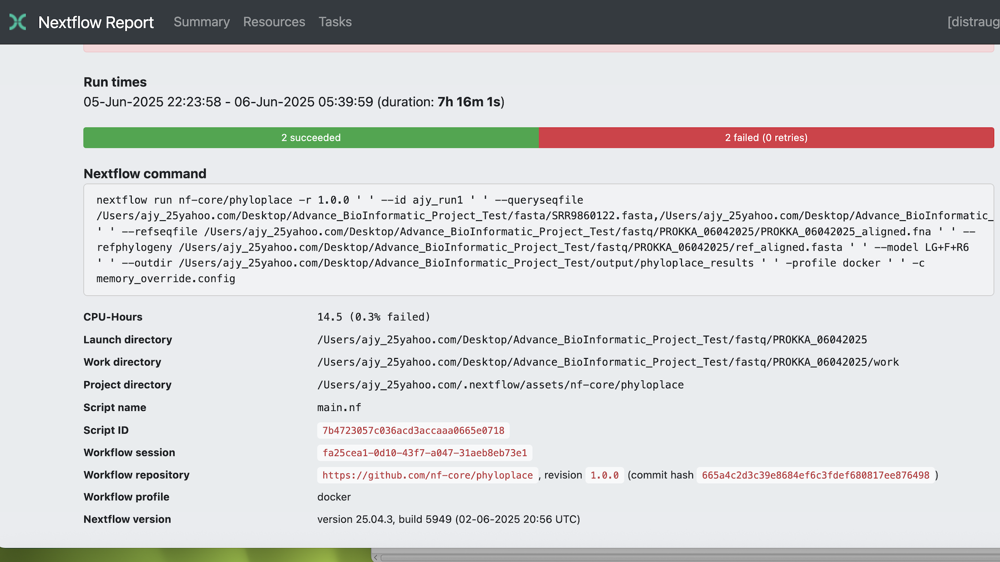 Nextflow Report Summary Resources Tasks [distraug
Run times
05-Jun-2025 22:23:58 - 06-Jun-2025 05:39:59 (duration: 7h 16m 1s)
2 succeeded 2 failed (0 retries)
Nextflow command
nextflow run nf-core/phyloplace -r 1.0.0 ' ' --id ajy_run1 ' ' --queryseqfile
/Users/ajy_25yahoo.com/Desktop/Advance_BioInformatic_Project_Test/fasta/SRR9860122.fasta,/Users/ajy_25yahoo.com/Desktop/Advance_BioInformatic_
' ' --refseqfile /Users/ajy_25yahoo.com/Desktop/Advance_BioInformatic_Project_Test/fastq/PROKKA_06042025/PROKKA_06042025_aligned.fna ' ' --
refphylogeny /Users/ajy_25yahoo.com/Desktop/Advance_BioInformatic_Project_Test/fastq/PROKKA_06042025/ref_aligned.fasta ' ' --model LG+F+R6
' ' --outdir /Users/ajy_25yahoo.com/Desktop/Advance_BioInformatic_Project_Test/output/phyloplace_results ' ' -profile docker ' ' -c
memory_override.config
CPU-Hours 14.5 (0.3% failed)
Launch directory /Users/ajy_25yahoo.com/Desktop/Advance_BioInformatic_Project_Test/fastq/PROKKA_06042025
Work directory /Users/ajy_25yahoo.com/Desktop/Advance_BioInformatic_Project_Test/fastq/PROKKA_06042025/work
Project directory /Users/ajy_25yahoo.com/.nextflow/assets/nf-core/phyloplace
Script name main.nf
Script ID 7b4723057c036acd3accaaa0665e0718
Workflow session fa25cea1-0d10-43f7-a047-31aeb8eb73e1
Workflow repository https://github.com/nf-core/phyloplace , revision 1.0.0 (commit hash 665a4c2d3c39e8684ef6c3fdef680817ee876498 )
Workflow profile docker
Nextflow version version 25.04.3, build 5949 (02-06-2025 20:56 UTC)